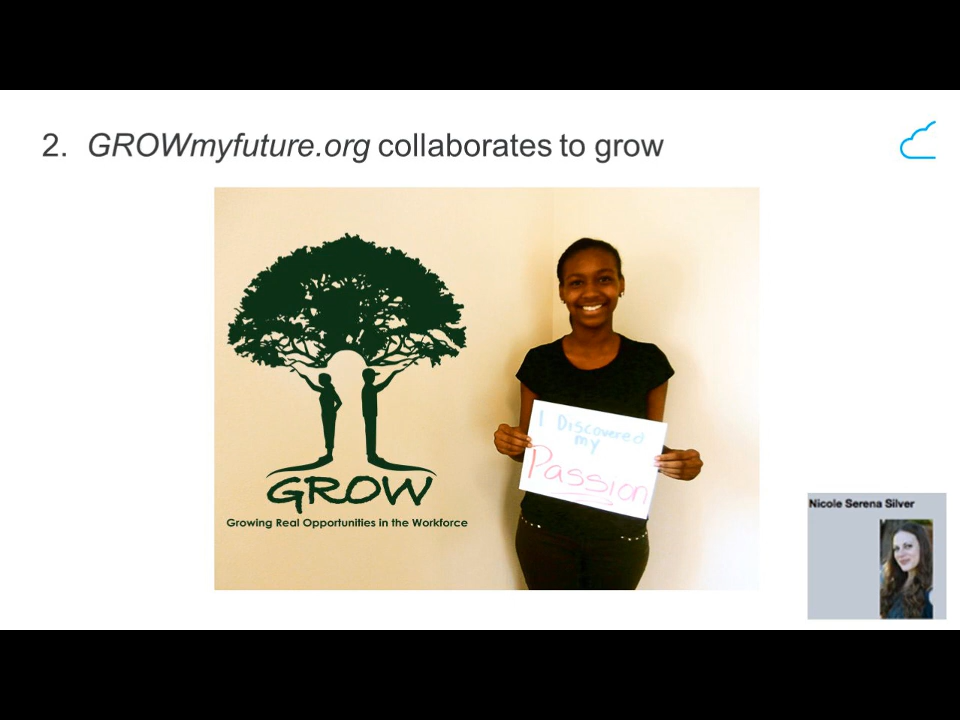 2. GROWmyfuture.org collaborates to grow
GROW
Growing Real Opportunities in the Workforce
I Discovered
my
Passion
Nicole Serena Silver